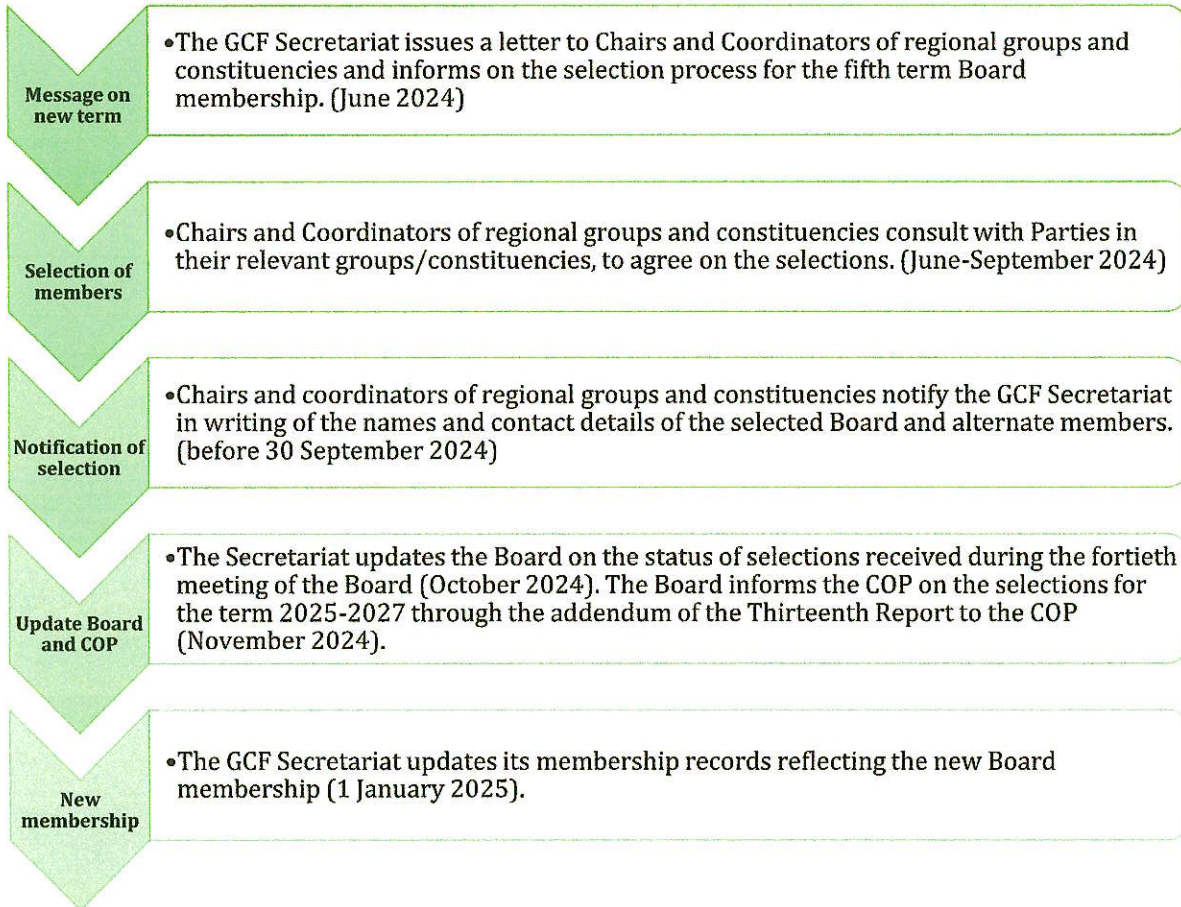 Message on
new term
•The GCF Secretariat issues a letter to Chairs and Coordinators of regional groups and
constituencies and informs on the selection process for the fifth term Board
membership. (June 2024)
Selection of
members
•Chairs and Coordinators of regional groups and constituencies consult with Parties in
their relevant groups/constituencies, to agree on the selections. (June-September 2024)
Notification of
selection
•Chairs and coordinators of regional groups and constituencies notify the GCF Secretariat
in writing of the names and contact details of the selected Board and alternate members.
(before 30 September 2024)
Update Board
and COP
•The Secretariat updates the Board on the status of selections received during the fortieth
meeting of the Board (October 2024). The Board informs the COP on the selections for
the term 2025-2027 through the addendum of the Thirteenth Report to the COP
(November 2024).
New
membership
•The GCF Secretariat updates its membership records reflecting the new Board
membership (1 January 2025).